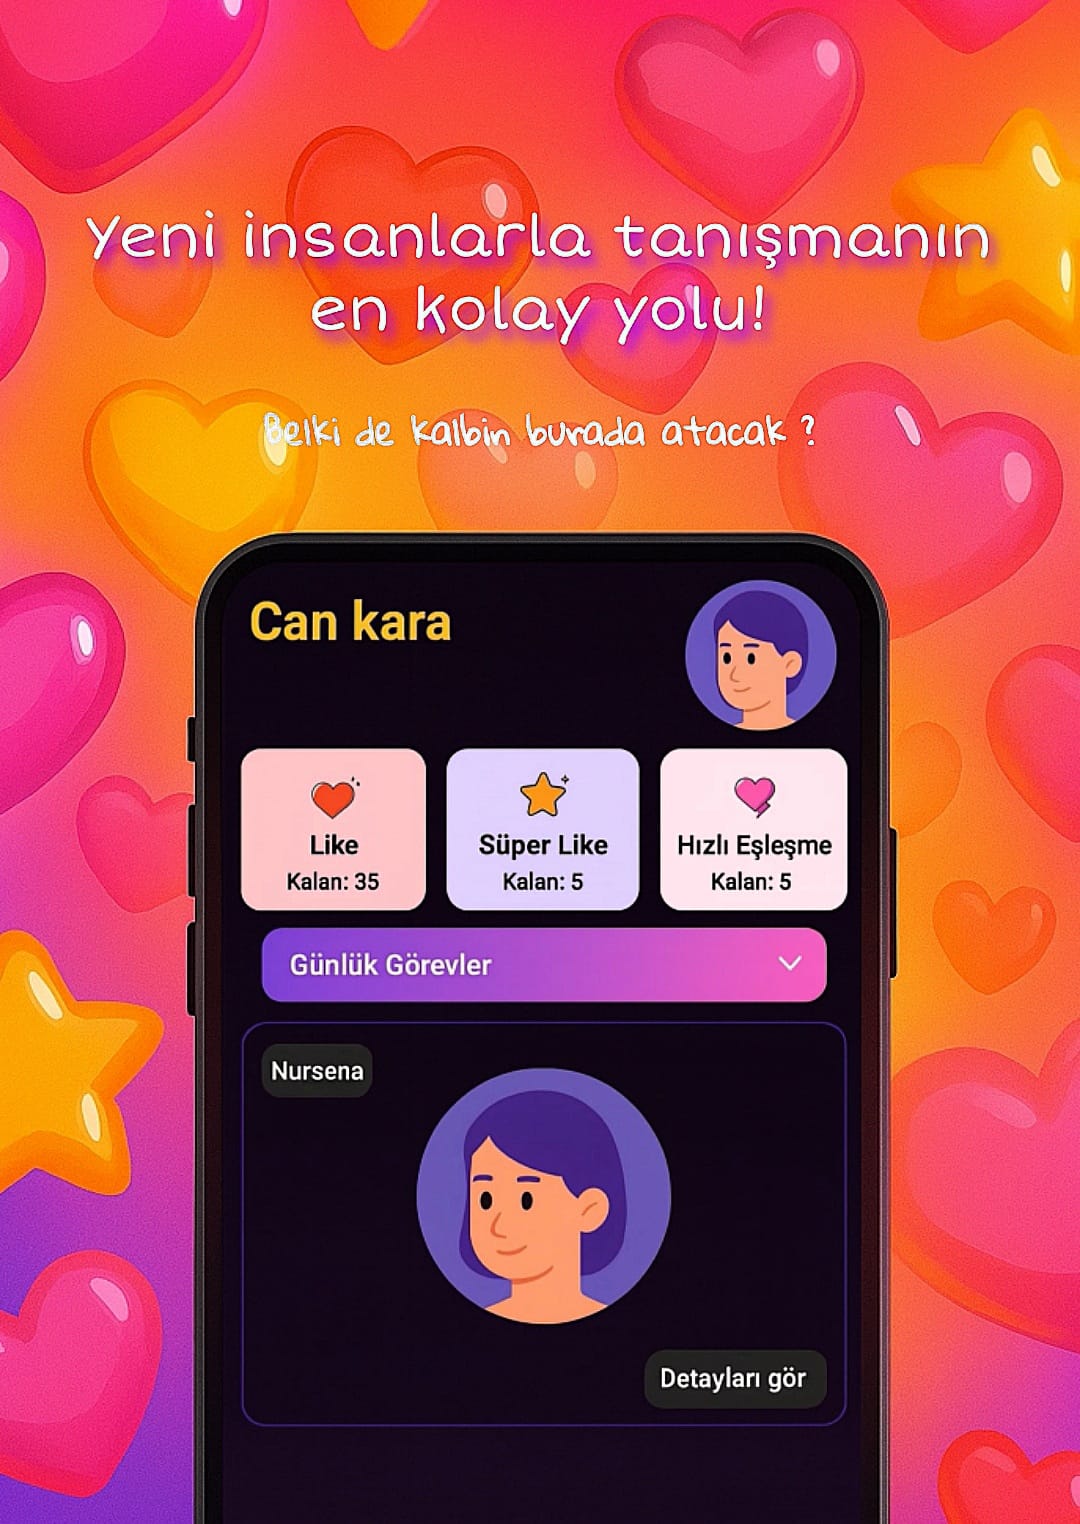 Yeni insanlarla tanışmanın
en kolay yolu!
Belki de kalbin burada atacak ?
Can kara
Like
Kalan: 35
Süper Like
Kalan: 5
Hızlı Eşleşme
Kalan: 5
Günlük Görevler
Nursena
Detayları gör